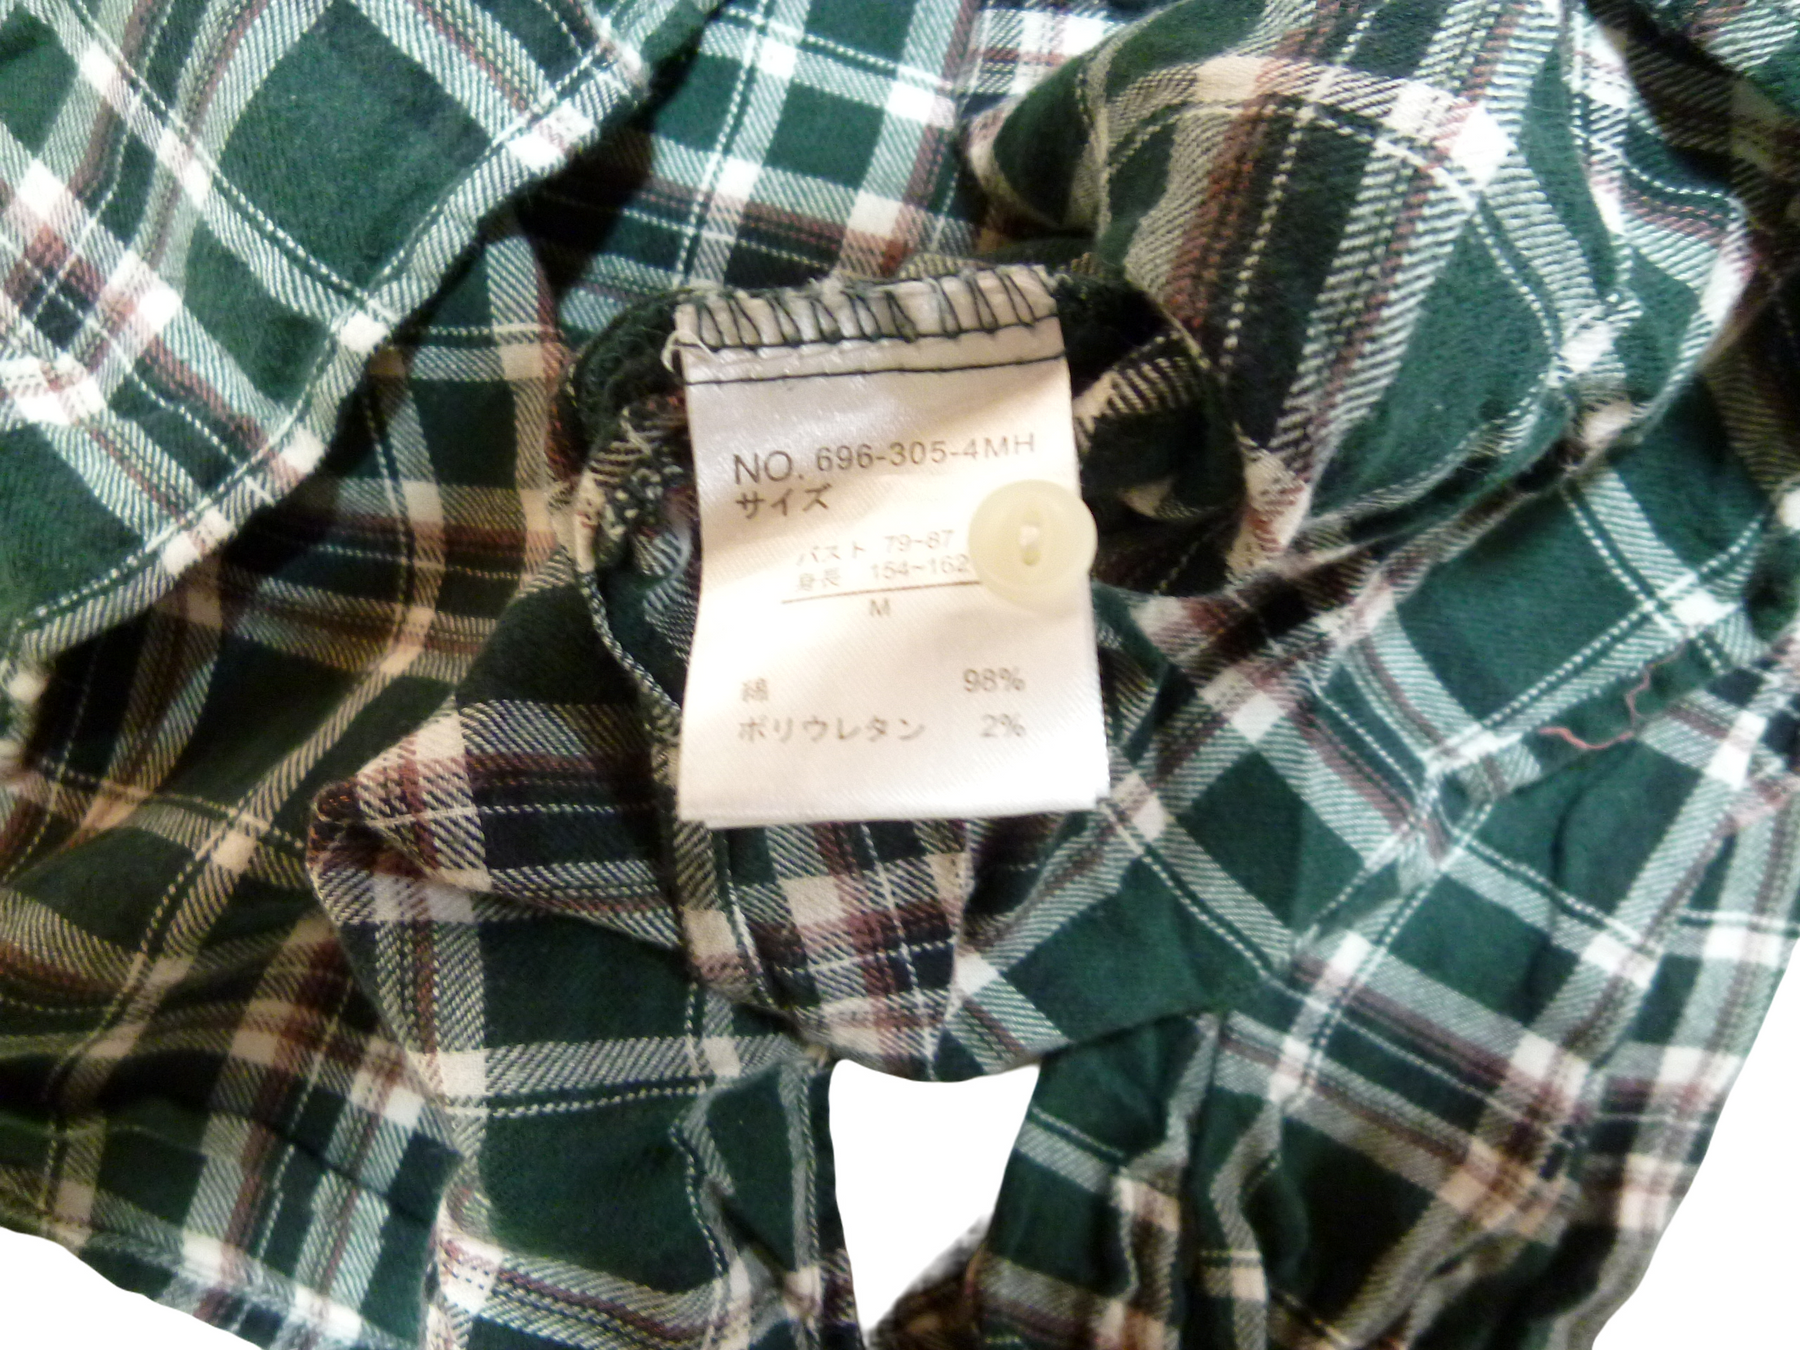 NO. 696-305-4MH
サイズ
バスト 79~87
身長 154~162
M
綿 98%
ポリウレタン 2%